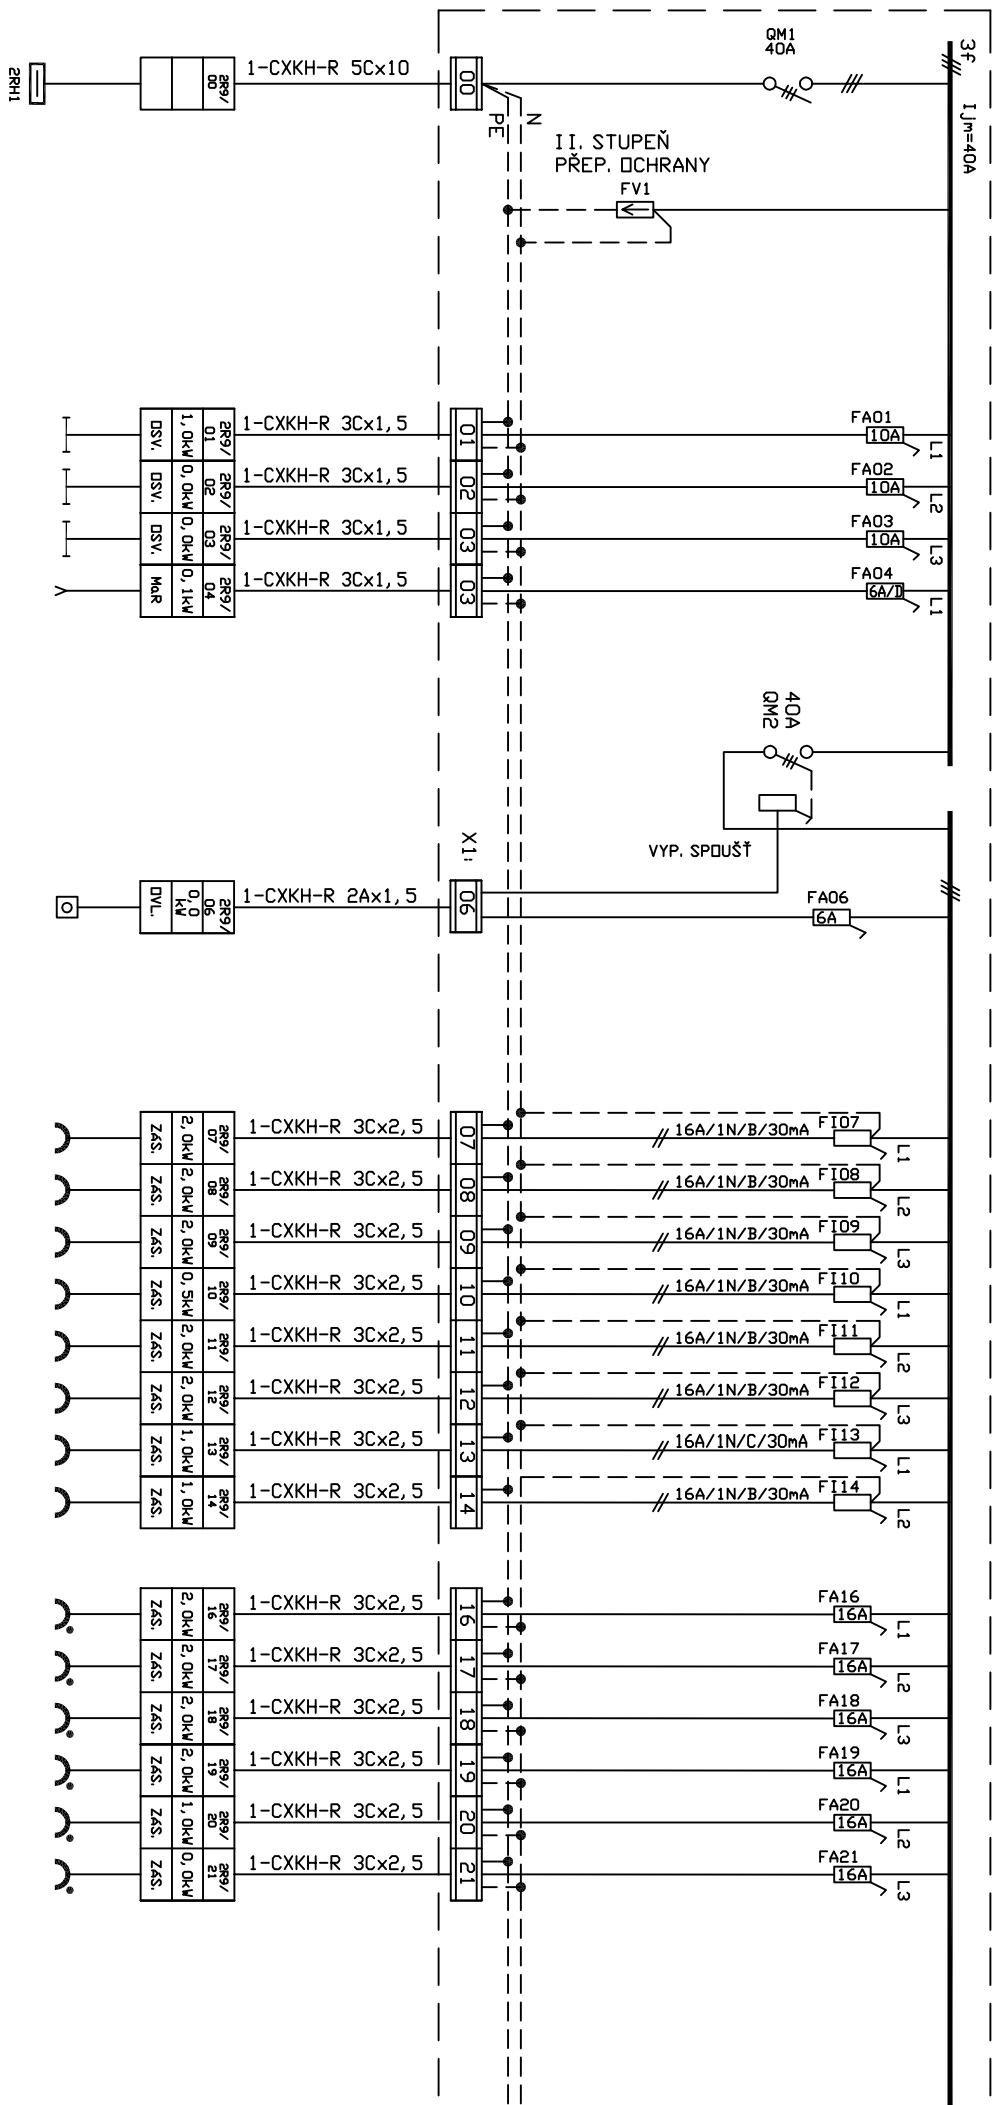 3f
I jm=40A
QM1
40A
1-CXKH-R 5Cx10
2R9/
00
00
2RH1
N
PE
II. STUPEŇ
PŘEP. OCHRANY
FV1
FA01
10A
L1
1-CXKH-R 3Cx1,5
01
2R9/
01
1,0kW
OSV.
FA02
10A
L2
1-CXKH-R 3Cx1,5
02
2R9/
02
0,0kW
OSV.
FA03
10A
L3
1-CXKH-R 3Cx1,5
03
2R9/
03
0,0kW
OSV.
FA04
6A/D
L1
1-CXKH-R 3Cx1,5
03
2R9/
04
0,1kW
MaR
40A
QM2
VYP. SPOUŠŤ
X1:
FA06
6A
1-CXKH-R 2Ax1,5
06
2R9/
06
0,0
kW
OVL.
FI07
16A/1N/B/30mA
L1
1-CXKH-R 3Cx2,5
07
2R9/
07
2,0kW
ZÁS.
FI08
16A/1N/B/30mA
L2
1-CXKH-R 3Cx2,5
08
2R9/
08
2,0kW
ZÁS.
FI09
16A/1N/B/30mA
L3
1-CXKH-R 3Cx2,5
09
2R9/
09
2,0kW
ZÁS.
FI10
16A/1N/B/30mA
L1
1-CXKH-R 3Cx2,5
10
2R9/
10
0,5kW
ZÁS.
FI11
16A/1N/B/30mA
L2
1-CXKH-R 3Cx2,5
11
2R9/
11
2,0kW
ZÁS.
FI12
16A/1N/B/30mA
L3
1-CXKH-R 3Cx2,5
12
2R9/
12
2,0kW
ZÁS.
FI13
16A/1N/C/30mA
L1
1-CXKH-R 3Cx2,5
13
2R9/
13
1,0kW
ZÁS.
FI14
16A/1N/B/30mA
L2
1-CXKH-R 3Cx2,5
14
2R9/
14
1,0kW
ZÁS.
FA16
16A
L1
1-CXKH-R 3Cx2,5
16
2R9/
16
2,0kW
ZÁS.
FA17
16A
L2
1-CXKH-R 3Cx2,5
17
2R9/
17
2,0kW
ZÁS.
FA18
16A
L3
1-CXKH-R 3Cx2,5
18
2R9/
18
2,0kW
ZÁS.
FA19
16A
L1
1-CXKH-R 3Cx2,5
19
2R9/
19
2,0kW
ZÁS.
FA20
16A
L2
1-CXKH-R 3Cx2,5
20
2R9/
20
1,0kW
ZÁS.
FA21
16A
L3
1-CXKH-R 3Cx2,5
21
2R9/
21
0,0kW
ZÁS.